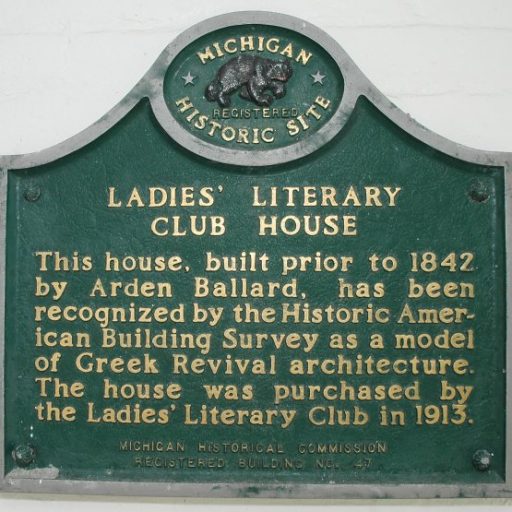 MICHIGAN
REGISTERED
HISTORIC SITE
LADIES' LITERARY
CLUB HOUSE
This house, built prior to 1842
by Arden Ballard, has been
recognized by the Historic Amer-
ican Building Survey as a model
of Greek Revival architecture.
The house was purchased by
the Ladies' Literary Club in 1913.
MICHIGAN HISTORICAL COMMISSION
REGISTERED BUILDING NO. 47